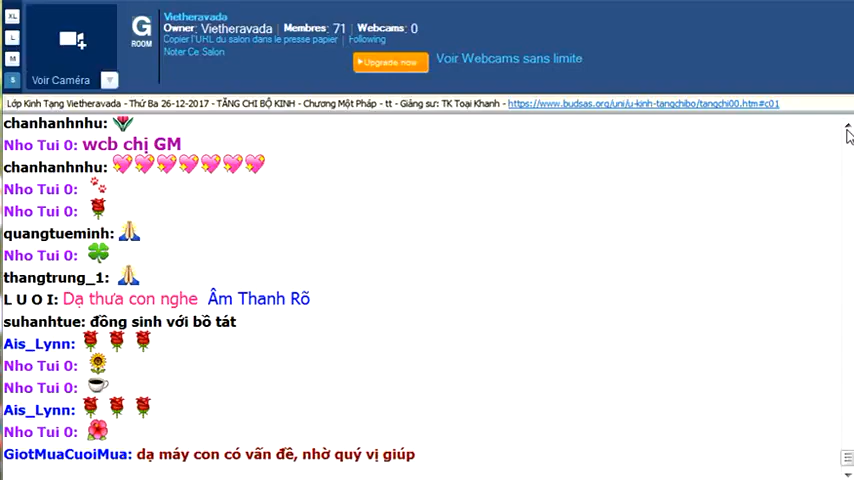 XL
L
M
S
Voir Caméra
G
ROOM
Vietheravada
Owner: Vietheravada Membres: 71 Webcams: 0
Copier l'URL du salon dans le presse papier Following
Noter Ce Salon
Upgrade now
Voir Webcams sans limite
Lớp Kinh Tạng Vietheravada - Thứ Ba 26-12-2017 - TĂNG CHI BỘ KINH - Chương Một Pháp - tt - Giảng sư: TK Toại Khanh - https://www.budsas.org/uni/u-kinh-tangchibo/tangchi00.htm#c01
chanhanhnhu:
Nho Tui 0: wcb chị GM
chanhanhnhu:
Nho Tui 0:
Nho Tui 0:
quangtueminh:
Nho Tui 0:
thangtrung_1:
L U O I: Dạ thưa con nghe Âm Thanh Rõ
suhanhtue: đồng sinh với bồ tát
Ais_Lynn:
Nho Tui 0:
Nho Tui 0:
Ais_Lynn:
Nho Tui 0:
GiotMuaCuoiMua: dạ máy con có vấn đề, nhờ quý vị giúp